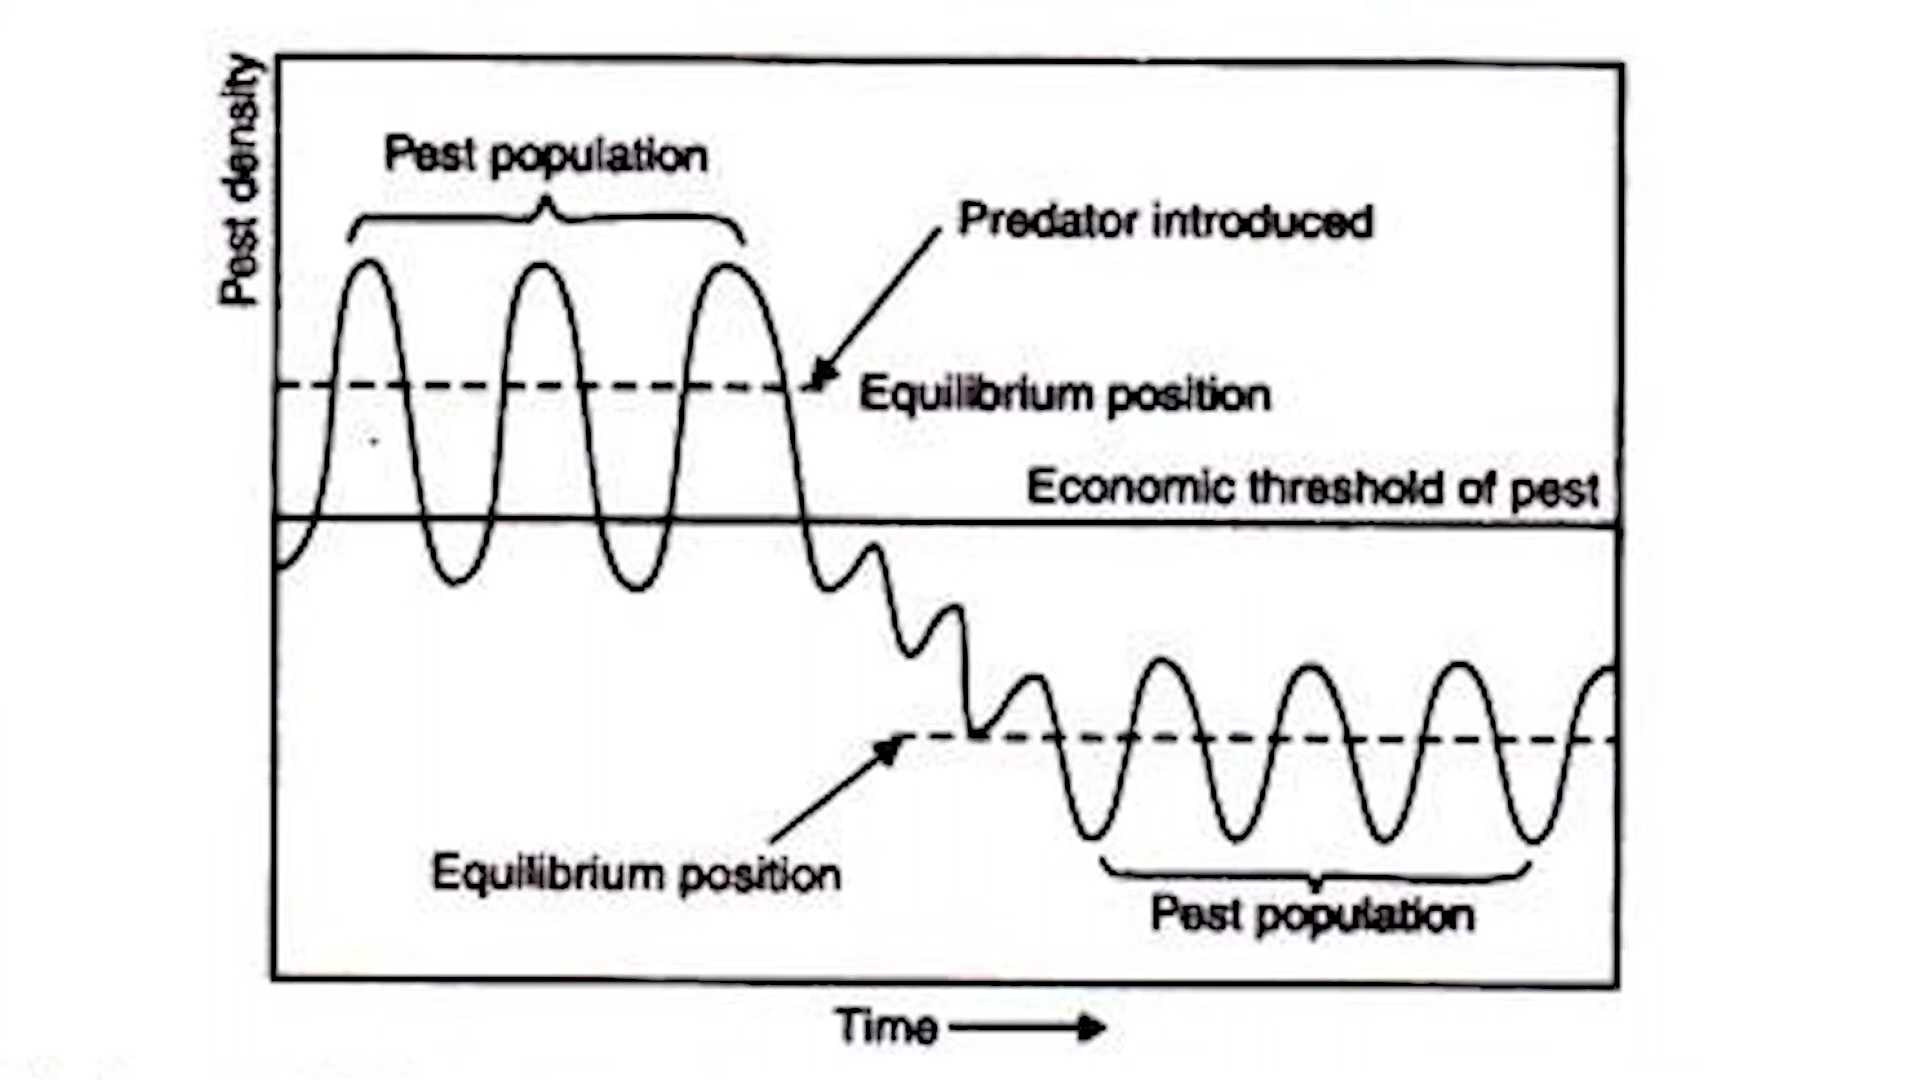 Pest density
Pest population
Predator introduced
Equilibrium position
Economic threshold of pest
Equilibrium position
Pest population
Time